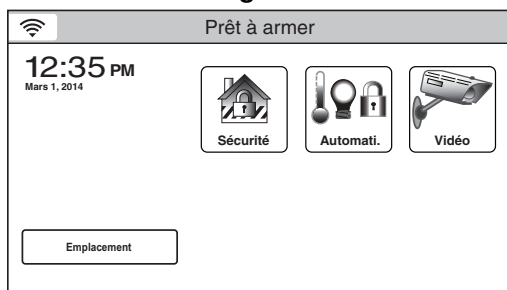 Prêt à armer
12:35 PM
Mars 1, 2014
Sécurité
Automati.
Vidéo
Emplacement